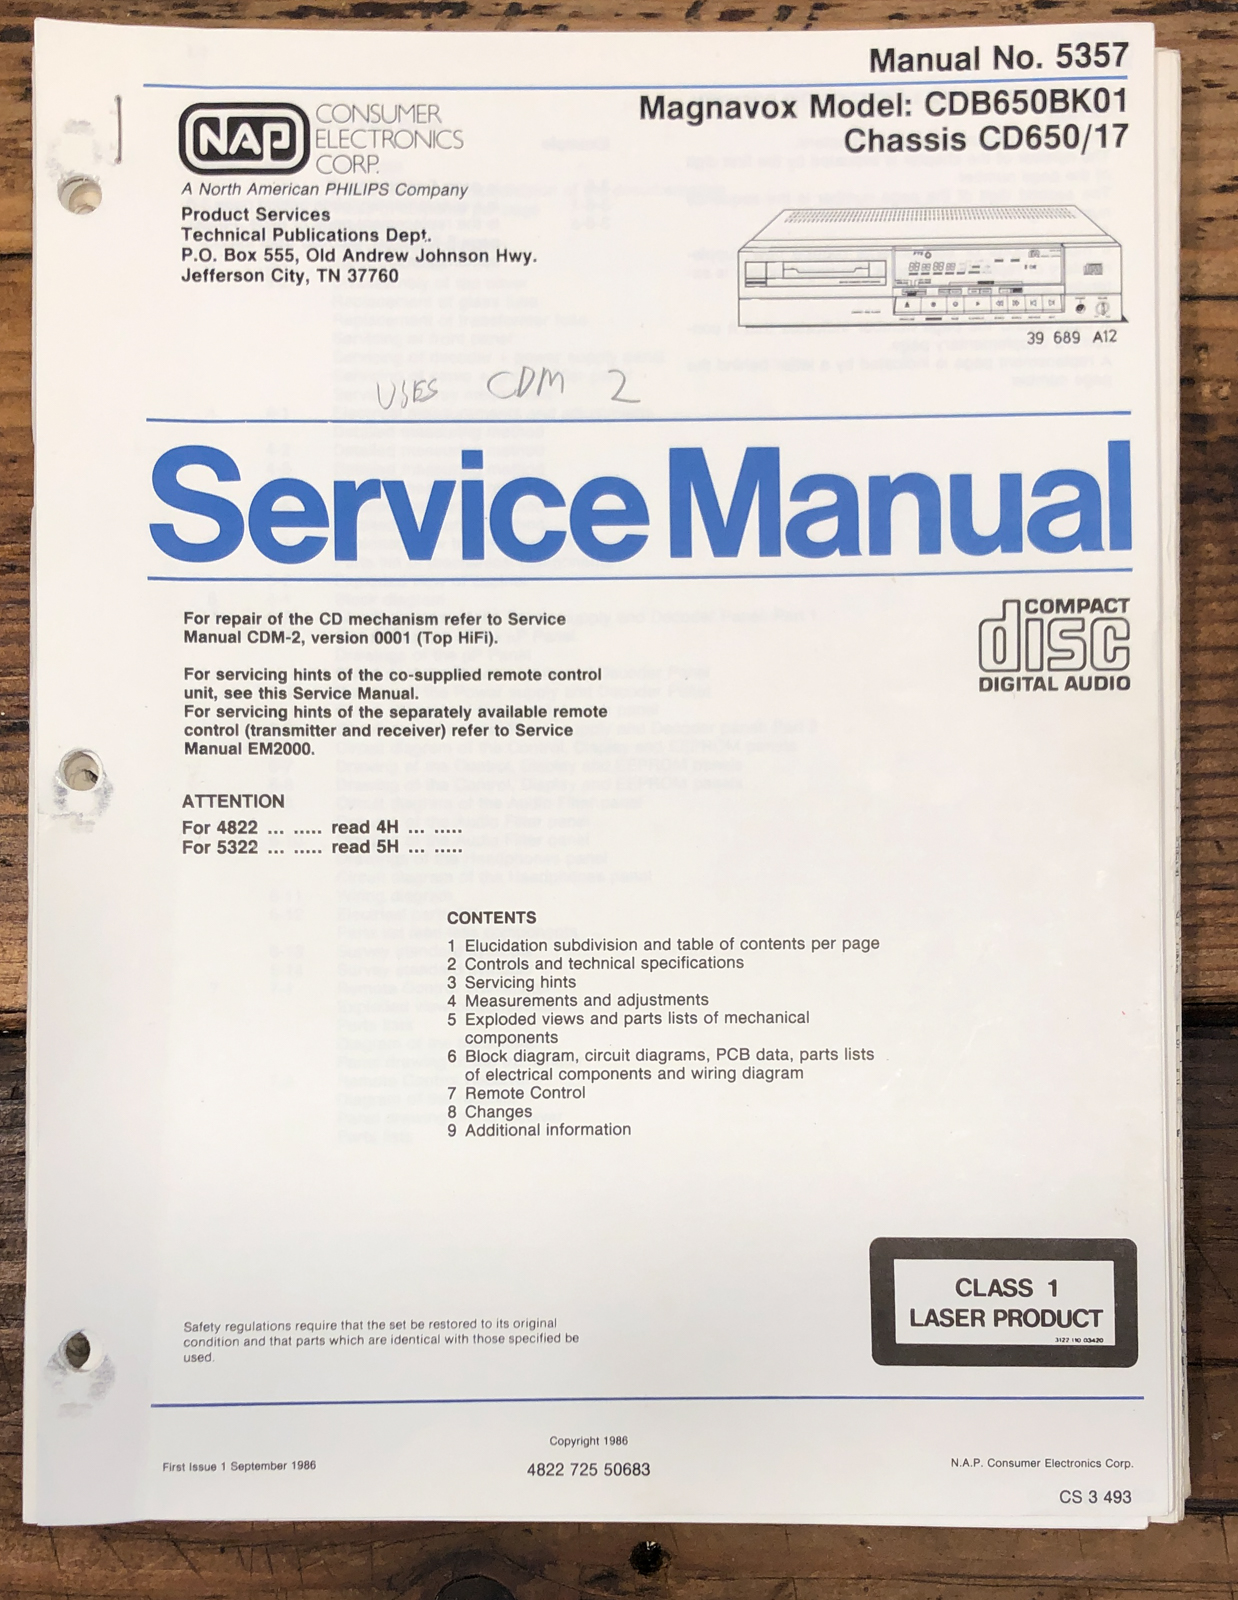 Manual No. 5357
NAP
CONSUMER
ELECTRONICS
CORP.
A North American PHILIPS Company
Product Services
Technical Publications Dept.
P.O. Box 555, Old Andrew Johnson Hwy.
Jefferson City, TN 37760
Magnavox Model: CDB650BK01
Chassis CD650/17
39 689 A12
USES CDM 2
Service Manual
For repair of the CD mechanism refer to Service
Manual CDM-2, version 0001 (Top HiFi).
For servicing hints of the co-supplied remote control
unit, see this Service Manual.
For servicing hints of the separately available remote
control (transmitter and receiver) refer to Service
Manual EM2000.
COMPACT
disc
DIGITAL AUDIO
ATTENTION
For 4822 ... ..... read 4H ... .....
For 5322 ... ..... read 5H ... .....
CONTENTS
1 Elucidation subdivision and table of contents per page
2 Controls and technical specifications
3 Servicing hints
4 Measurements and adjustments
5 Exploded views and parts lists of mechanical
components
6 Block diagram, circuit diagrams, PCB data, parts lists
of electrical components and wiring diagram
7 Remote Control
8 Changes
9 Additional information
CLASS 1
LASER PRODUCT
3122 110 03420
Safety regulations require that the set be restored to its original
condition and that parts which are identical with those specified be
used.
Copyright 1986
First Issue 1 September 1986
4822 725 50683
N.A.P. Consumer Electronics Corp.
CS 3 493